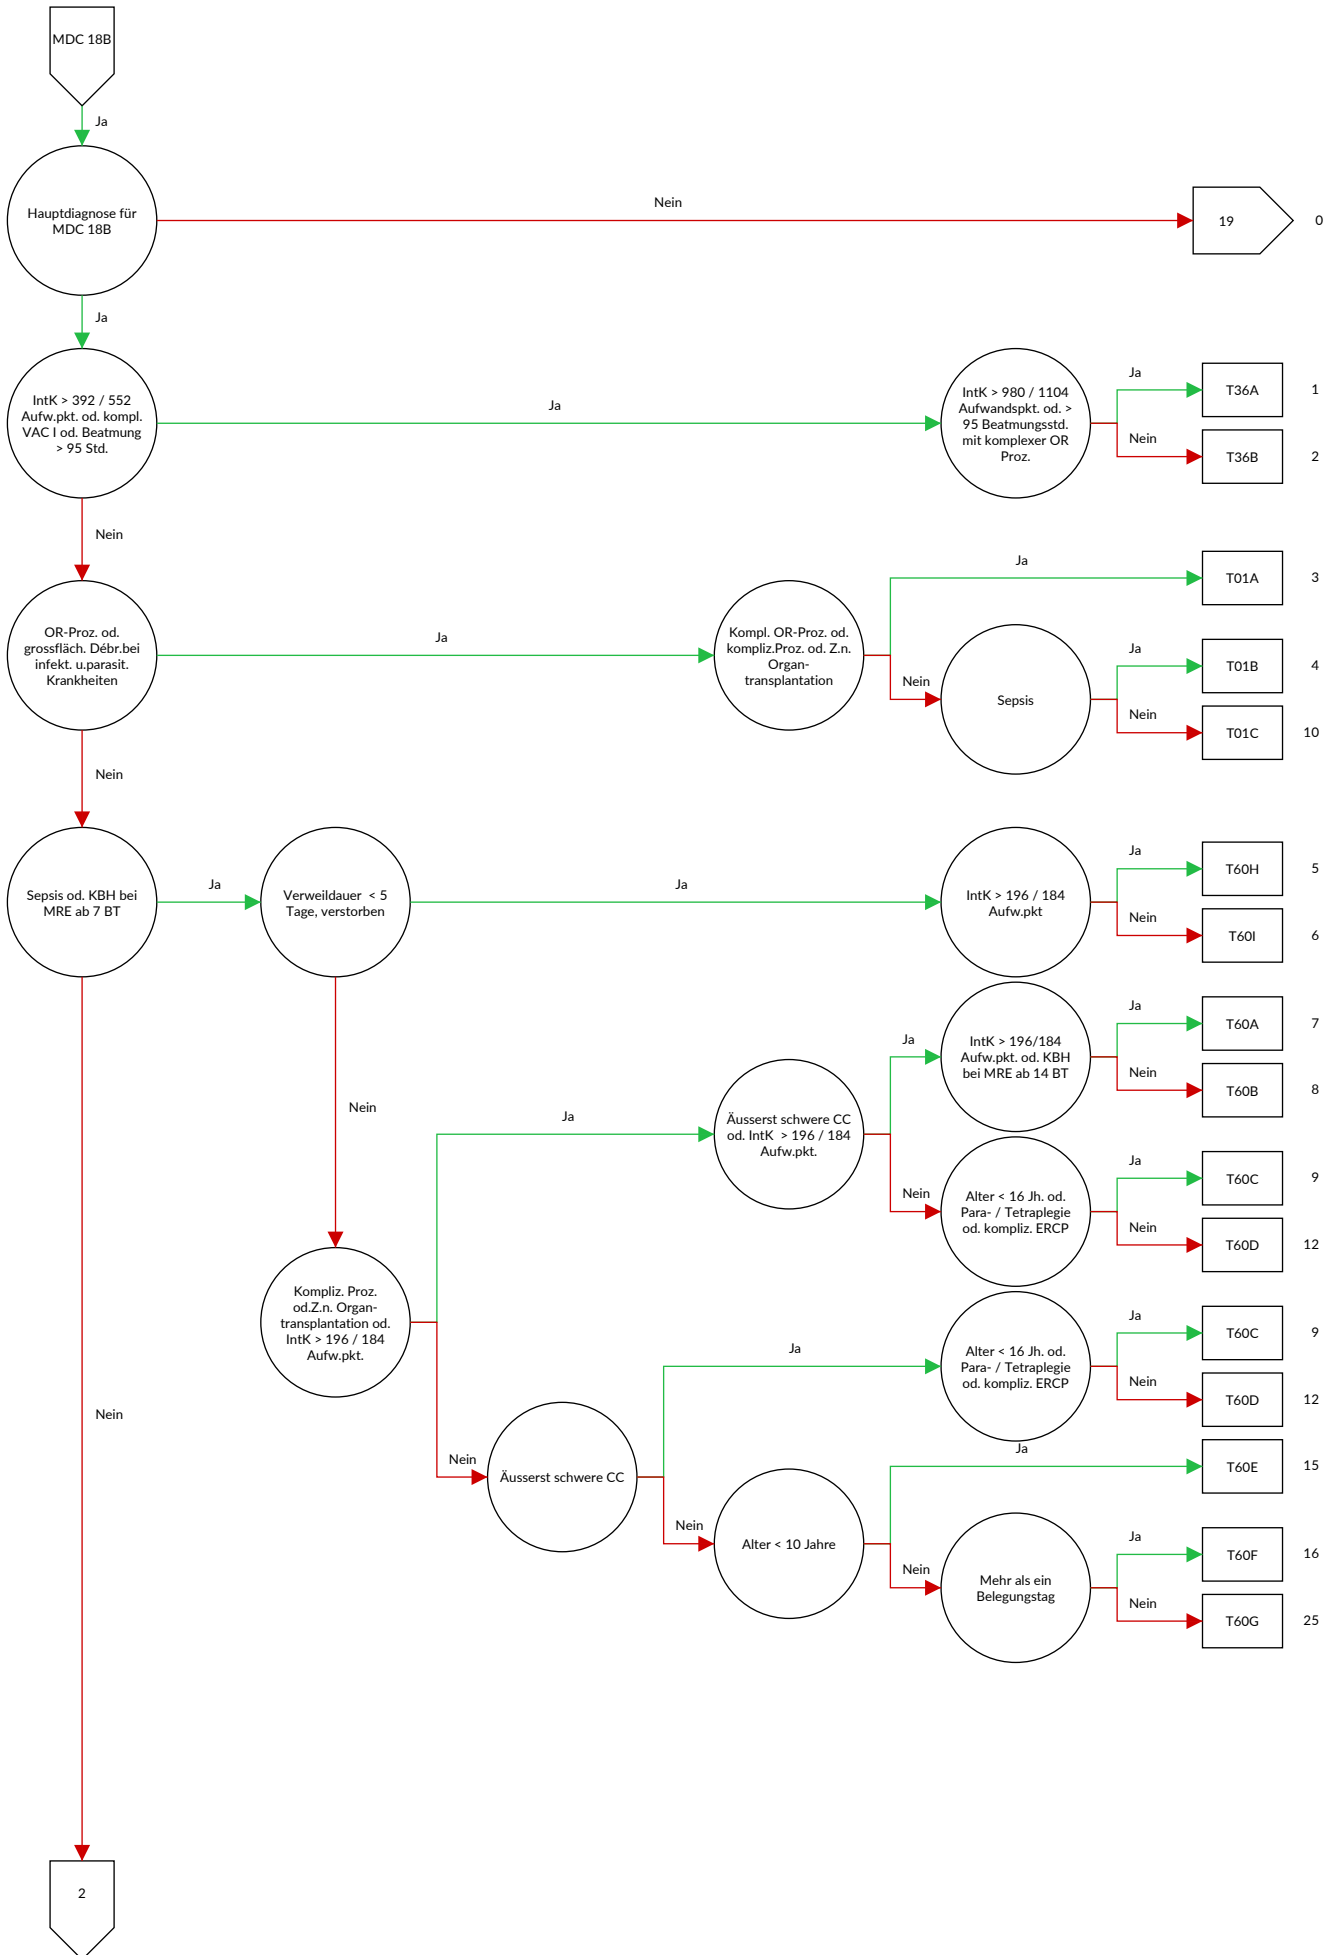 MDC 18B
Ja
Hauptdiagnose für
MDC 18B
Nein
19
0
Ja
IntK > 392 / 552
Aufw.pkt. od. kompl.
VAC I od. Beatmung
> 95 Std.
Ja
IntK > 980 / 1104
Aufwandspkt. od. >
95 Beatmungsstd.
mit komplexer OR
Proz.
Ja
T36A
1
Nein
T36B
2
Nein
OR-Proz. od.
grossfläch. Débr.bei
infekt. u.parasit.
Krankheiten
Ja
Kompl. OR-Proz. od.
kompliz.Proz. od. Z.n.
Organ-
transplantation
Ja
T01A
3
Nein
Sepsis
Ja
T01B
4
Nein
T01C
10
Nein
Sepsis od. KBH bei
MRE ab 7 BT
Ja
Verweildauer < 5
Tage, verstorben
Ja
IntK > 196 / 184
Aufw.pkt
Ja
T60H
5
Nein
T60I
6
Nein
Kompliz. Proz.
od.Z.n. Organ-
transplantation od.
IntK > 196 / 184
Aufw.pkt.
Ja
Äusserst schwere CC
od. IntK > 196 / 184
Aufw.pkt.
Ja
IntK > 196/184
Aufw.pkt. od. KBH
bei MRE ab 14 BT
Ja
T60A
7
Nein
T60B
8
Nein
Alter < 16 Jh. od.
Para- / Tetraplegie
od. kompliz. ERCP
Ja
T60C
9
Nein
T60D
12
Nein
Äusserst schwere CC
Ja
Alter < 16 Jh. od.
Para- / Tetraplegie
od. kompliz. ERCP
Ja
T60C
9
Nein
T60D
12
Nein
Alter < 10 Jahre
Ja
T60E
15
Nein
Mehr als ein
Belegungstag
Ja
T60F
16
Nein
T60G
25
Nein
2